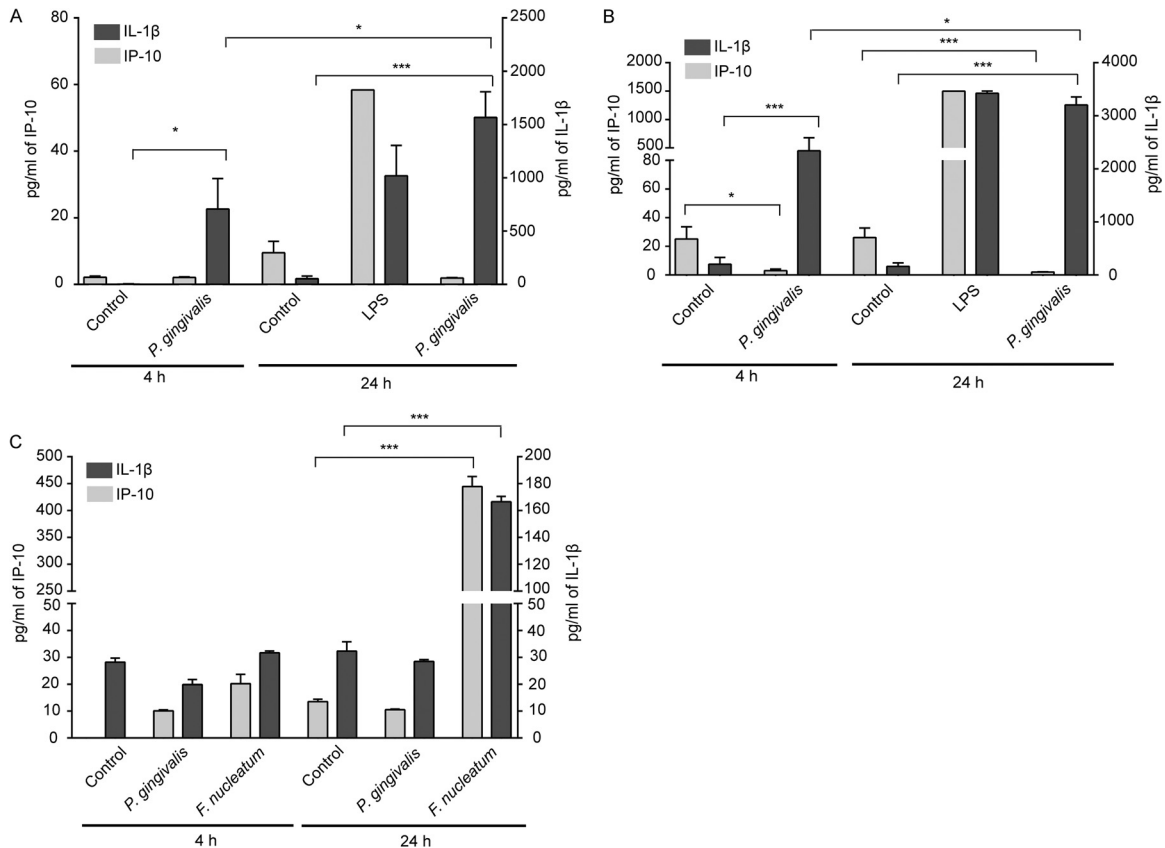 A
80
60
40
20
0
pg/ml of IP-10
IL-1β
IP-10
*
*
***
2500
2000
1500
1000
500
0
pg/ml of IL-1β
Control
P. gingivalis
Control
LPS
P. gingivalis
4 h
24 h
B
2000
1500
1000
500
80
60
40
20
0
pg/ml of IP-10
IL-1β
IP-10
*
***
*
***
***
4000
3000
2000
1000
0
pg/ml of IL-1β
Control
P. gingivalis
Control
LPS
P. gingivalis
4 h
24 h
C
500
450
400
350
300
250
50
40
30
20
10
0
pg/ml of IP-10
IL-1β
IP-10
***
***
200
180
160
140
120
100
50
40
30
20
10
0
pg/ml of IL-1β
Control
P. gingivalis
F. nucleatum
Control
P. gingivalis
F. nucleatum
4 h
24 h